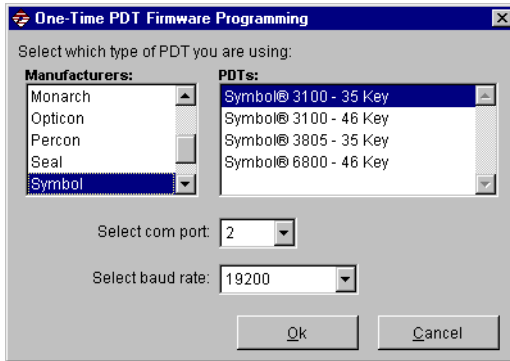 One-Time PDT Firmware Programming
Select which type of PDT you are using:
Manufacturers:
PDTs:
Monarch
Opticon
Percon
Seal
Symbol
Symbol® 3100 - 35 Key
Symbol® 3100 - 46 Key
Symbol® 3805 - 35 Key
Symbol® 6800 - 46 Key
Select com port: 2
Select baud rate: 19200
Ok
Cancel